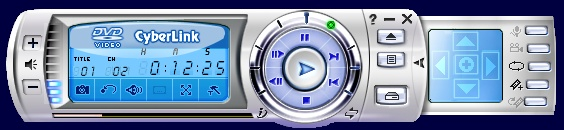 DVD VIDEO CyberLink
H M S
TITLE CH
01 02 0:12:25